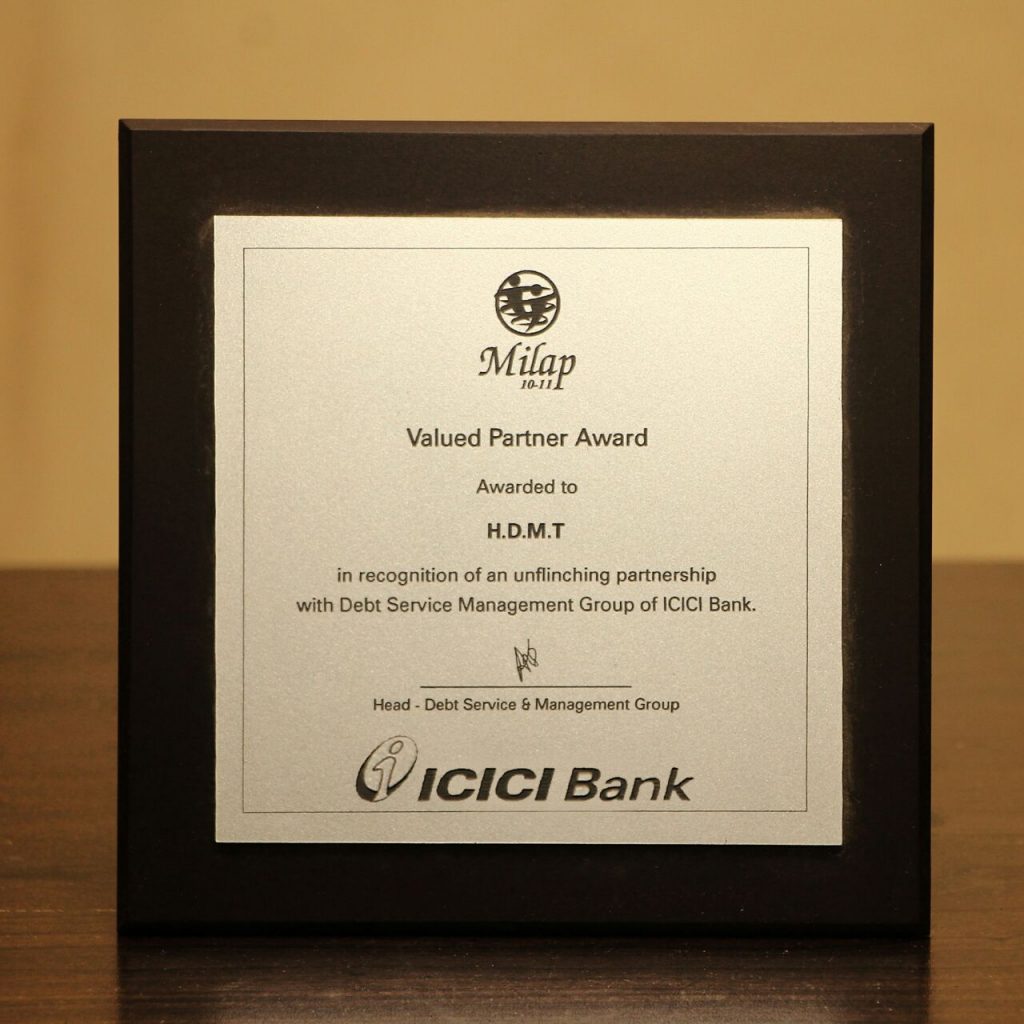 Milap
10-11
Valued Partner Award
Awarded to
H.D.M.T
in recognition of an unflinching partnership
with Debt Service Management Group of ICICI Bank.
Head - Debt Service & Management Group
ICICI Bank